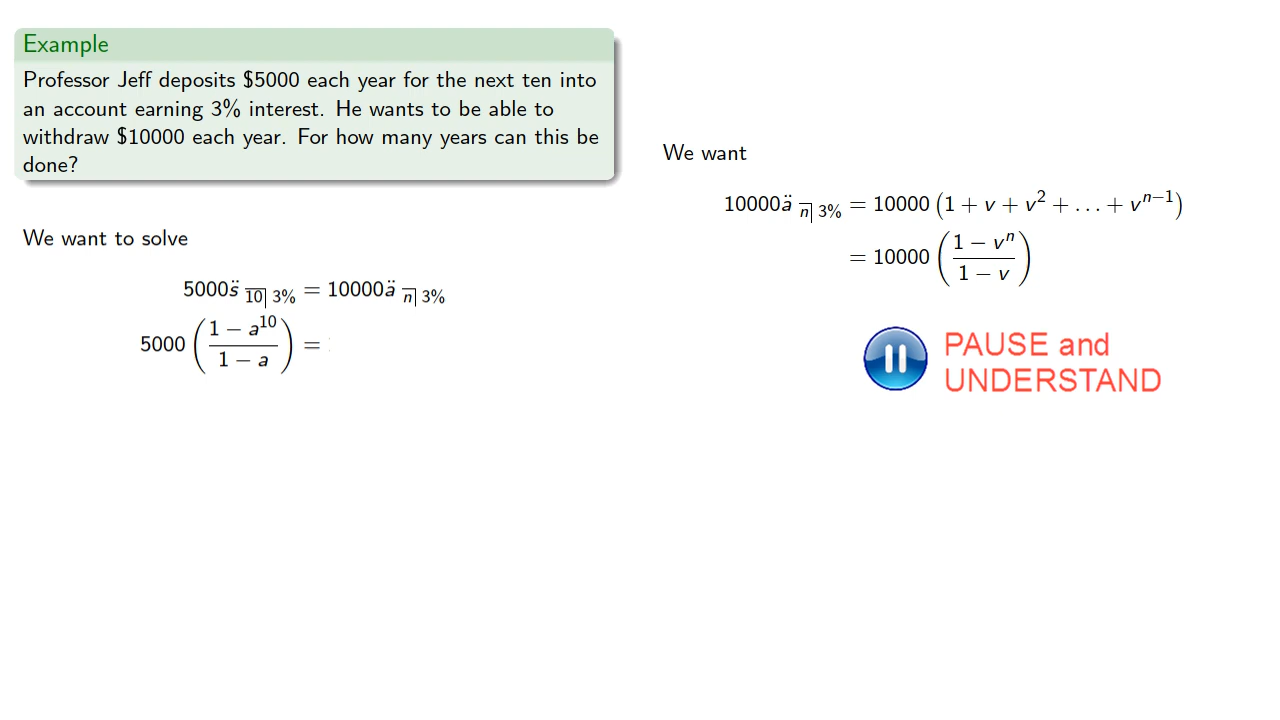 Example
Professor Jeff deposits $5000 each year for the next ten into
an account earning 3% interest. He wants to be able to
withdraw $10000 each year. For how many years can this be
done?
We want to solve
5000s̈ 10| 3% = 10000ä n| 3%
5000 ( (1 − a^10) / (1 − a) ) =
We want
10000ä n| 3% = 10000 (1 + v + v² + . . . + vⁿ⁻¹)
= 10000 ( (1 − vⁿ) / (1 − v) )
PAUSE and
UNDERSTAND